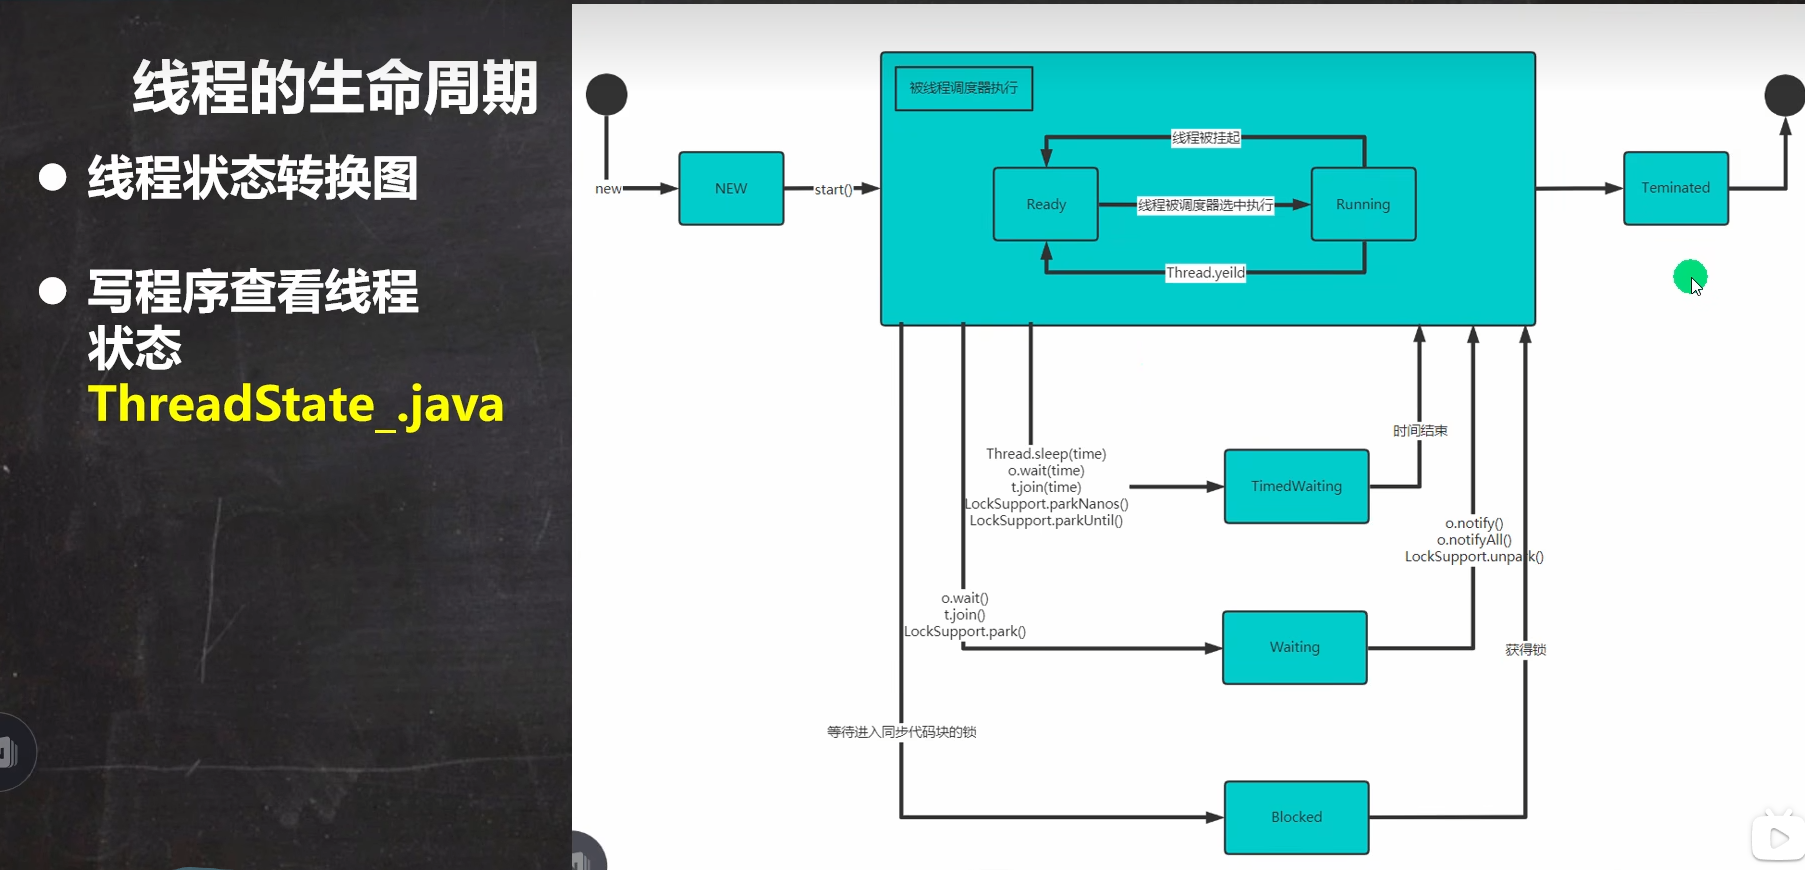 线程的生命周期
线程状态转换图
写程序查看线程
状态
ThreadState_.java
被线程调度器执行
线程被挂起
new
NEW
start()
Ready
线程被调度器选中执行
Running
Teminated
Thread.yeild
时间结束
Thread.sleep(time)
o.wait(time)
t.join(time)
LockSupport.parkNanos()
LockSupport.parkUntil()
TimedWaiting
o.notify()
o.notifyAll()
LockSupport.unpark()
o.wait()
t.join()
LockSupport.park()
Waiting
获得锁
等待进入同步代码块的锁
Blocked